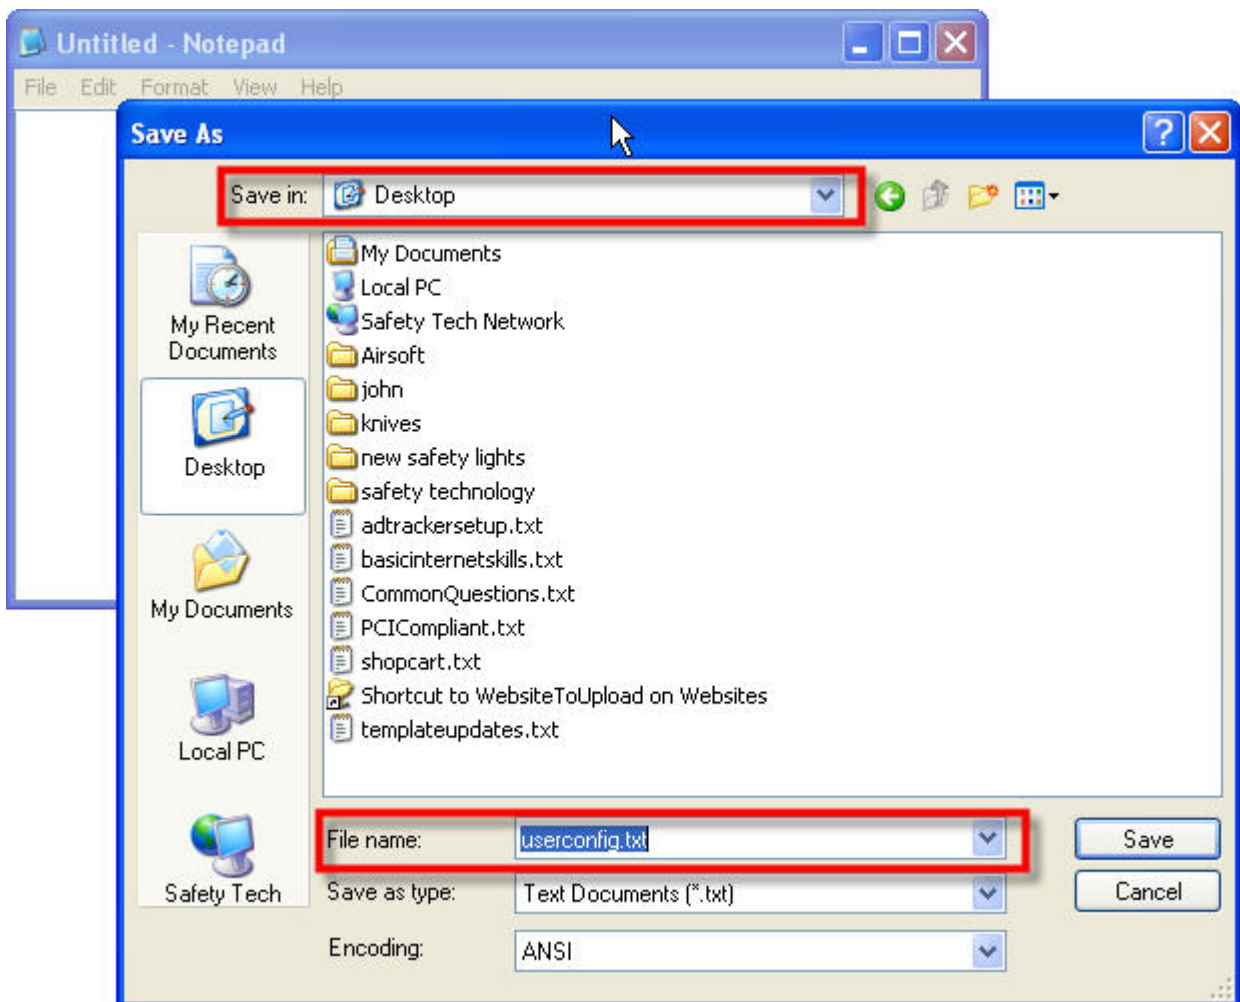 Untitled - Notepad
File Edit Format View Help
Save As
Save in: Desktop
My Documents
Local PC
Safety Tech Network
Airsoft
john
knives
new safety lights
safety technology
adtrackersetup.txt
basicinternetskills.txt
CommonQuestions.txt
PCICompliant.txt
shopcart.txt
Shortcut to WebsiteToUpload on Websites
templateupdates.txt
My Recent
Documents
Desktop
My Documents
Local PC
Safety Tech
File name: userconfig.txt
Save
Save as type: Text Documents (*.txt)
Cancel
Encoding: ANSI